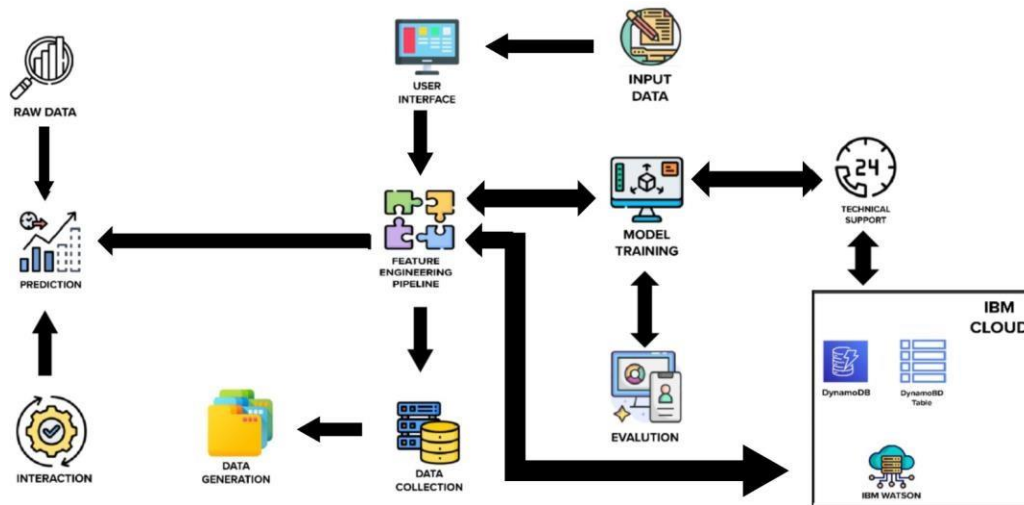 INPUT
DATA
USER
INTERFACE
RAW DATA
24
TECHNICAL
SUPPORT
MODEL
TRAINING
FEATURE
ENGINEERING
PIPELINE
PREDICTION
IBM
CLOUD
DynamoDB
DynamoBD
Table
EVALUTION
DATA
GENERATION
DATA
COLLECTION
INTERACTION
IBM WATSON